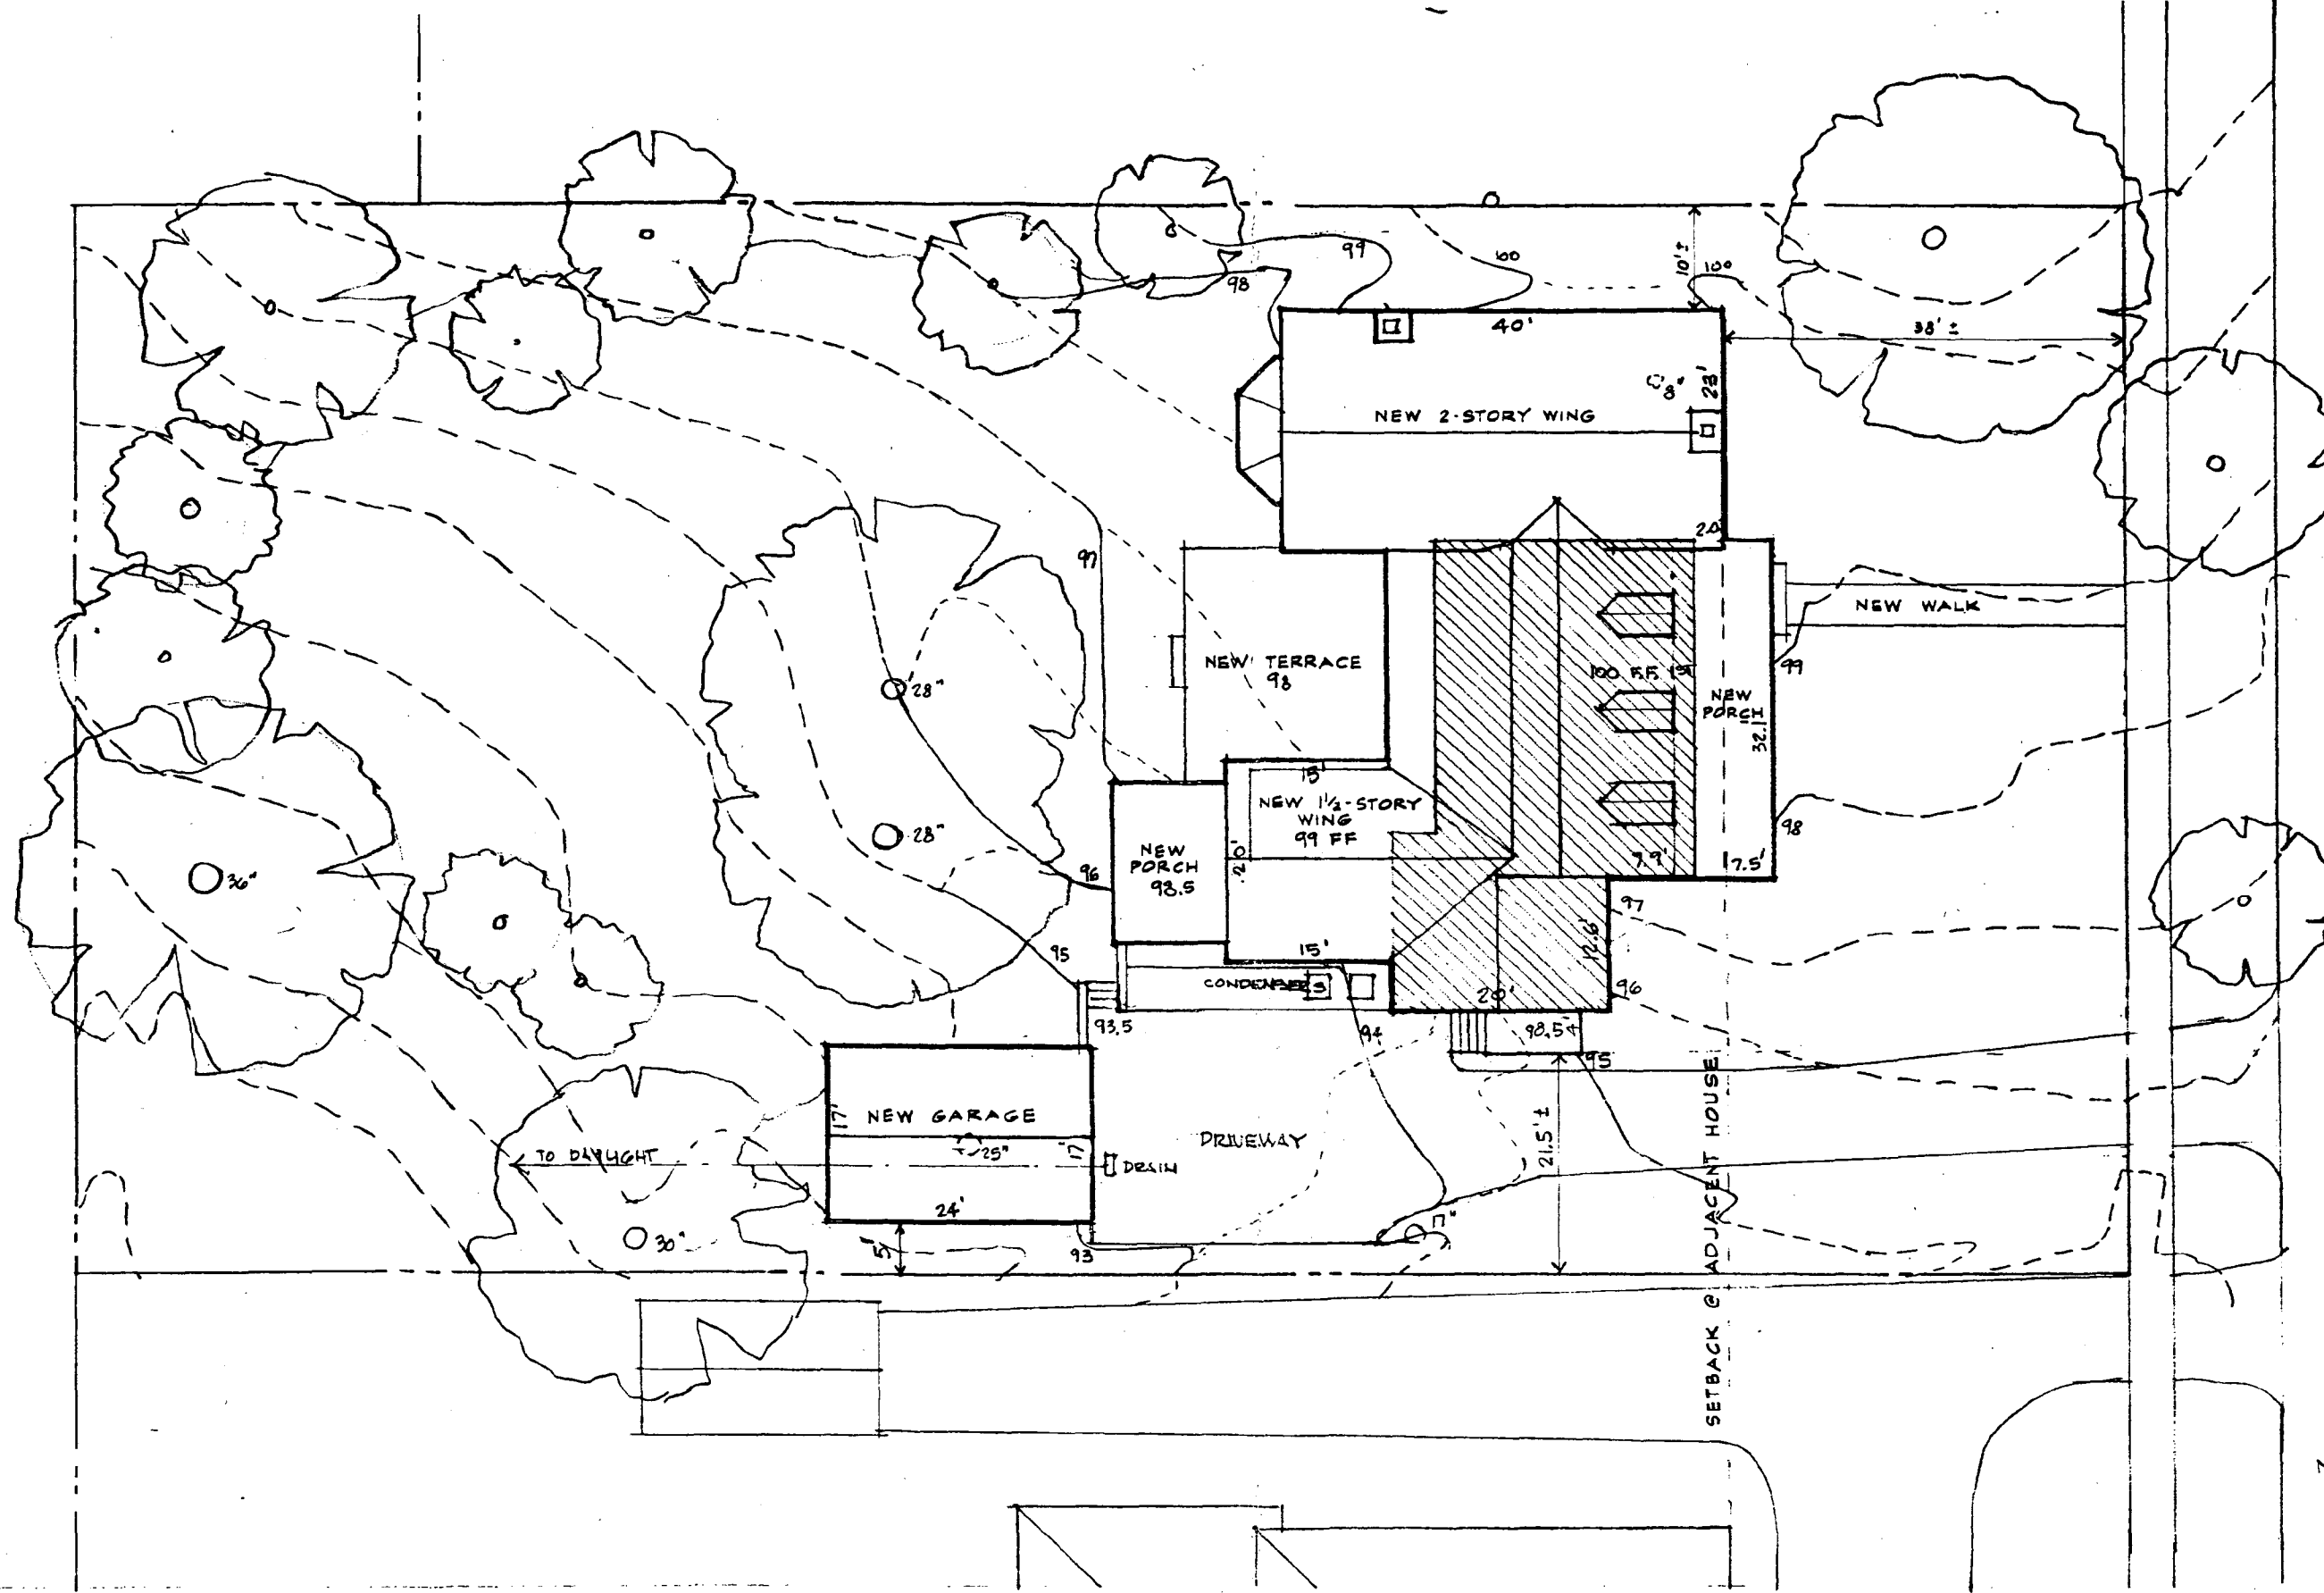 99
100
98
10'±
100
40'
38'±
8"
23'
NEW 2-STORY WING
20
97
NEW WALK
NEW TERRACE
98
28"
100 F.F.
99
NEW
PORCH
32.1
15'
NEW 1½-STORY
WING
99 FF
28"
98
NEW
PORCH
98.5
20'
7.9'
7.5'
96
36"
97
12.6'
95
15'
CONDENSERS
20'
96
93.5
94
98.5±
95
17'
NEW GARAGE
25"
17'
TO DAYLIGHT
DRAIN
DRIVEWAY
21.5'±
24'
5'
30"
93
17"
SETBACK @ ADJACENT HOUSE